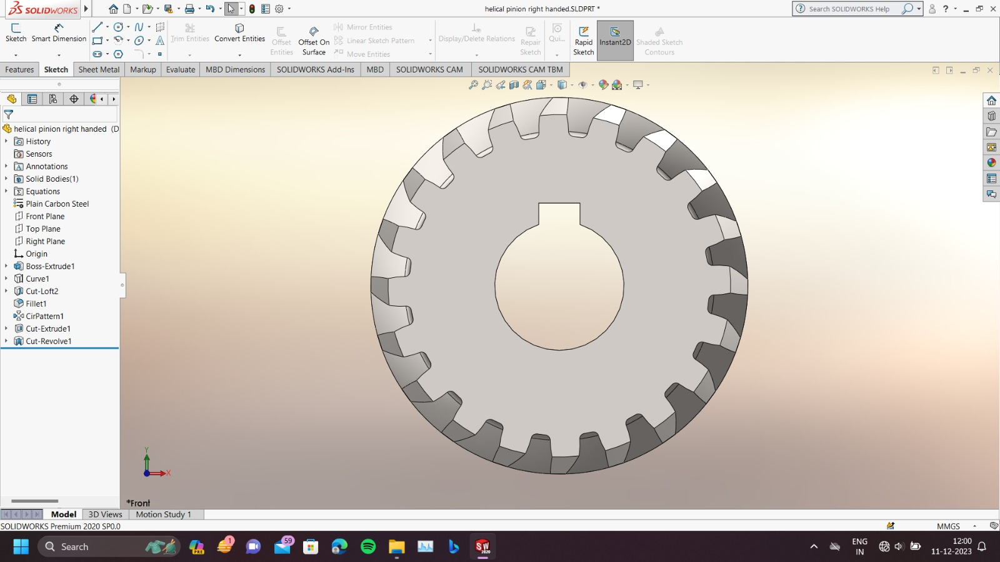 SOLIDWORKS
helical pinion right handed.SLDPRT *
Search SOLIDWORKS Help
?
Sketch
Smart Dimension
Trim Entities
Convert Entities
Offset Entities
Offset On Surface
Mirror Entities
Linear Sketch Pattern
Move Entities
Display/Delete Relations
Repair Sketch
Qui...
Rapid Sketch
Instant2D
Shaded Sketch Contours
Features
Sketch
Sheet Metal
Markup
Evaluate
MBD Dimensions
SOLIDWORKS Add-Ins
MBD
SOLIDWORKS CAM
SOLIDWORKS CAM TBM
helical pinion right handed (D
History
Sensors
Annotations
Solid Bodies(1)
Equations
Plain Carbon Steel
Front Plane
Top Plane
Right Plane
Origin
Boss-Extrude1
Curve1
Cut-Loft2
Fillet1
CirPattern1
Cut-Extrude1
Cut-Revolve1
Y
X
*Front
Model
3D Views
Motion Study 1
SOLIDWORKS Premium 2020 SP0.0
MMGS
Search
PRE
1
59
SW
2020
ENG
IN
12:00
11-12-2023